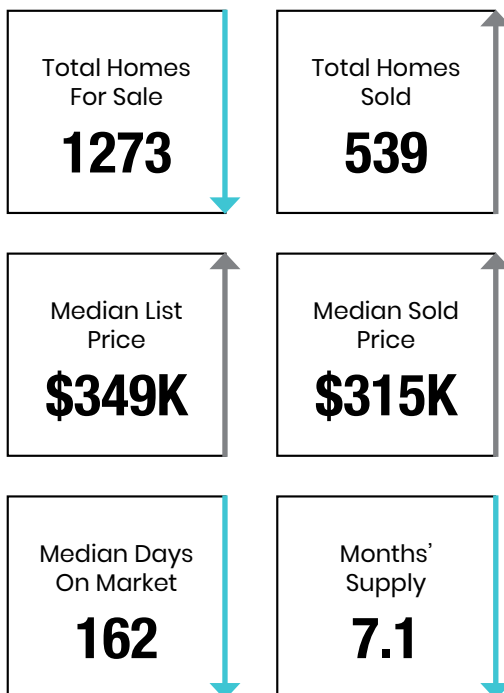 Total Homes
For Sale
1273
Total Homes
Sold
539
Median List
Price
$349K
Median Sold
Price
$315K
Median Days
On Market
162
Months’
Supply
7.1